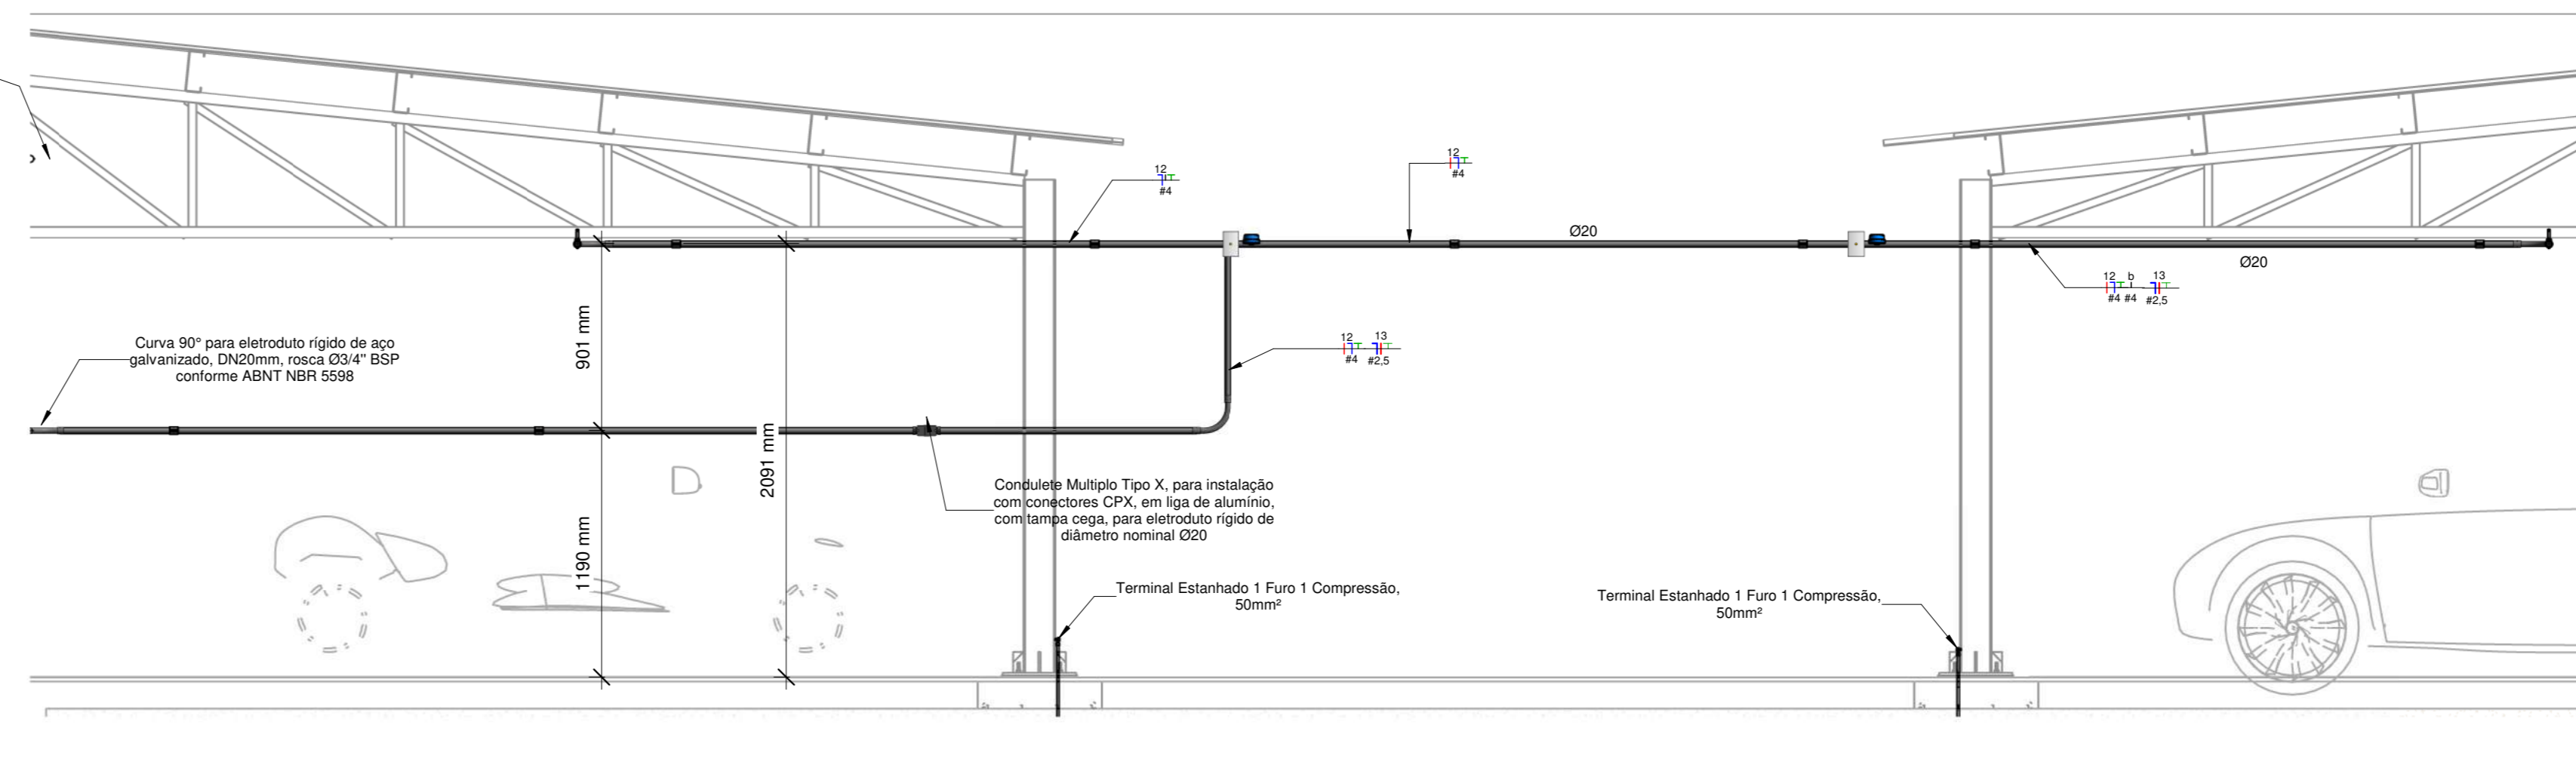 12
#4
12
#4
Ø20
Ø20
12 b 13
#4 #4 #2,5
901 mm
Curva 90° para eletroduto rígido de aço
galvanizado, DN20mm, rosca Ø3/4" BSP
conforme ABNT NBR 5598
12 13
#4 #2,5
2091 mm
Condulete Multiplo Tipo X, para instalação
com conectores CPX, em liga de alumínio,
com tampa cega, para eletroduto rígido de
diâmetro nominal Ø20
1190 mm
Terminal Estanhado 1 Furo 1 Compressão,
50mm²
Terminal Estanhado 1 Furo 1 Compressão,
50mm²